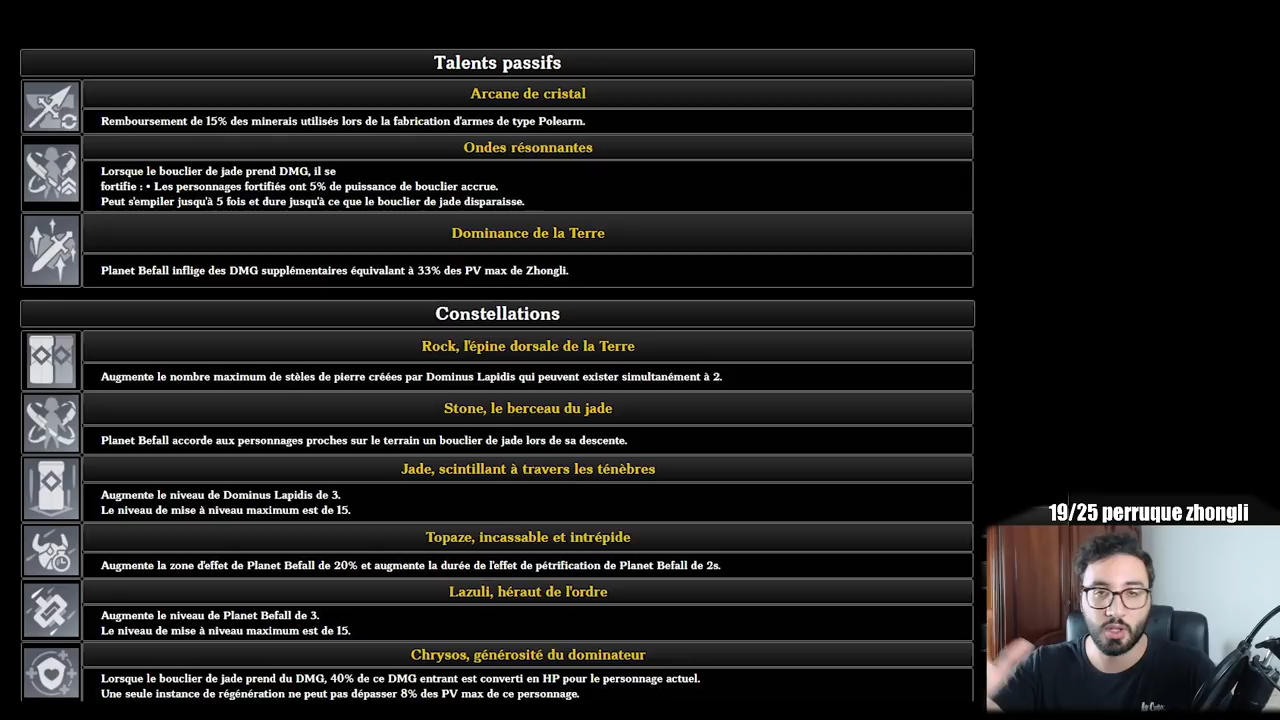 Talents passifs
Arcane de cristal
Remboursement de 15% des minerais utilisés lors de la fabrication d'armes de type Polearm.
Ondes résonnantes
Lorsque le bouclier de jade prend DMG, il se
fortifie : • Les personnages fortifiés ont 5% de puissance de bouclier accrue.
Peut s'empiler jusqu'à 5 fois et dure jusqu'à ce que le bouclier de jade disparaisse.
Dominance de la Terre
Planet Befall inflige des DMG supplémentaires équivalant à 33% des PV max de Zhongli.
Constellations
Rock, l'épine dorsale de la Terre
Augmente le nombre maximum de stèles de pierre créées par Dominus Lapidis qui peuvent exister simultanément à 2.
Stone, le berceau du jade
Planet Befall accorde aux personnages proches sur le terrain un bouclier de jade lors de sa descente.
Jade, scintillant à travers les ténèbres
Augmente le niveau de Dominus Lapidis de 3.
Le niveau de mise à niveau maximum est de 15.
Topaze, incassable et intrépide
Augmente la zone d'effet de Planet Befall de 20% et augmente la durée de l'effet de pétrification de Planet Befall de 2s.
Lazuli, héraut de l'ordre
Augmente le niveau de Planet Befall de 3.
Le niveau de mise à niveau maximum est de 15.
Chrysos, générosité du dominateur
Lorsque le bouclier de jade prend du DMG, 40% de ce DMG entrant est converti en HP pour le personnage actuel.
Une seule instance de régénération ne peut pas dépasser 8% des PV max de ce personnage.
19/25 perruque zhongli